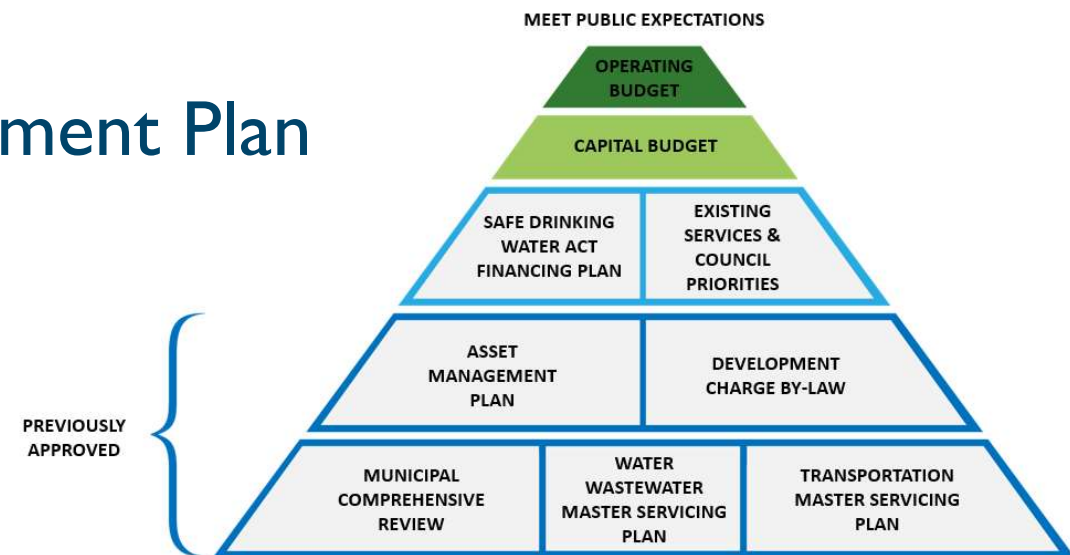 MEET PUBLIC EXPECTATIONS
ment Plan
OPERATING
BUDGET
CAPITAL BUDGET
SAFE DRINKING
WATER ACT
FINANCING PLAN
EXISTING
SERVICES &
COUNCIL
PRIORITIES
ASSET
MANAGEMENT
PLAN
DEVELOPMENT
CHARGE BY-LAW
PREVIOUSLY
APPROVED
MUNICIPAL
COMPREHENSIVE
REVIEW
WATER
WASTEWATER
MASTER SERVICING
PLAN
TRANSPORTATION
MASTER SERVICING
PLAN